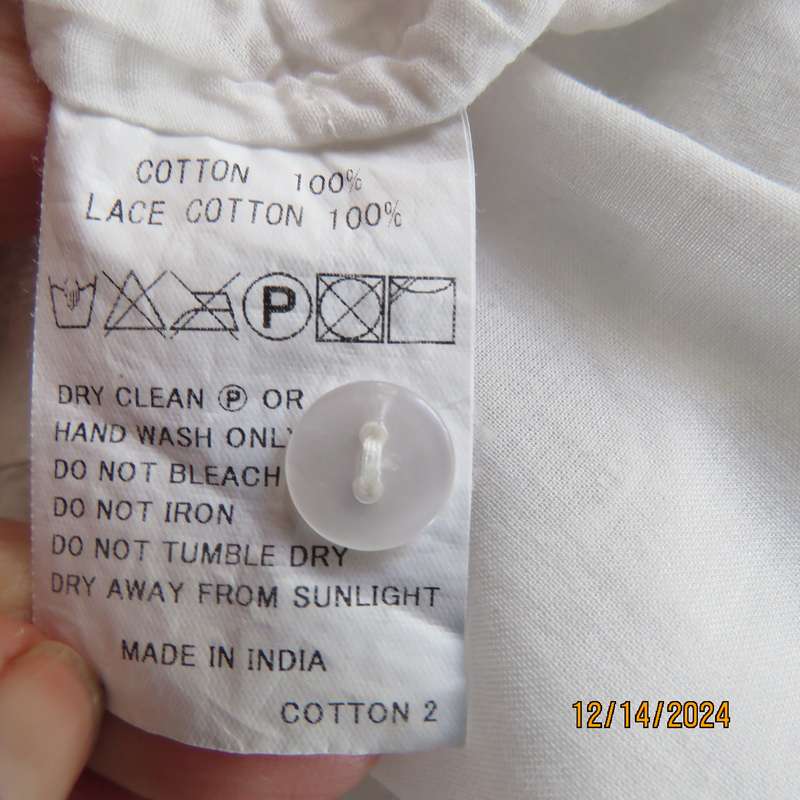 COTTON 100%
LACE COTTON 100%
P
DRY CLEAN Ⓟ OR
HAND WASH ONLY
DO NOT BLEACH
DO NOT IRON
DO NOT TUMBLE DRY
DRY AWAY FROM SUNLIGHT
MADE IN INDIA
COTTON 2
12/14/2024